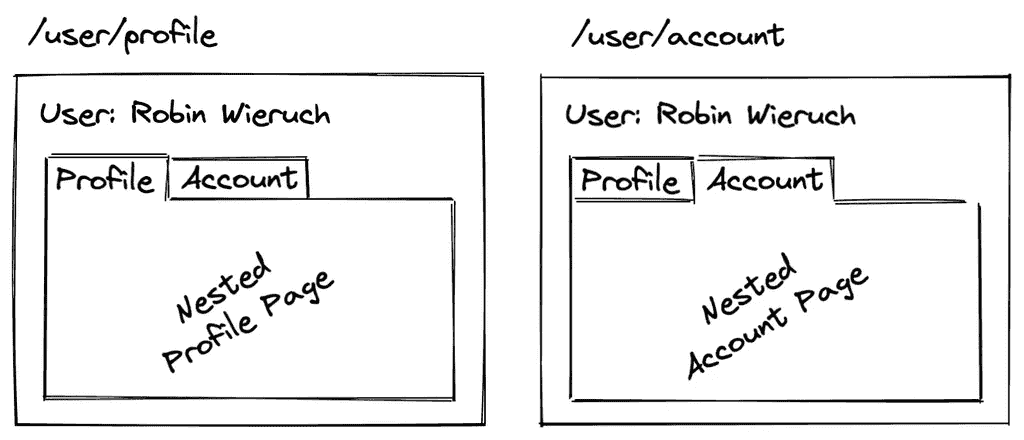 /user/profile
User: Robin Wieruch
Profile Account
Nested
Profile Page
/user/account
User: Robin Wieruch
Profile Account
Nested
Account Page